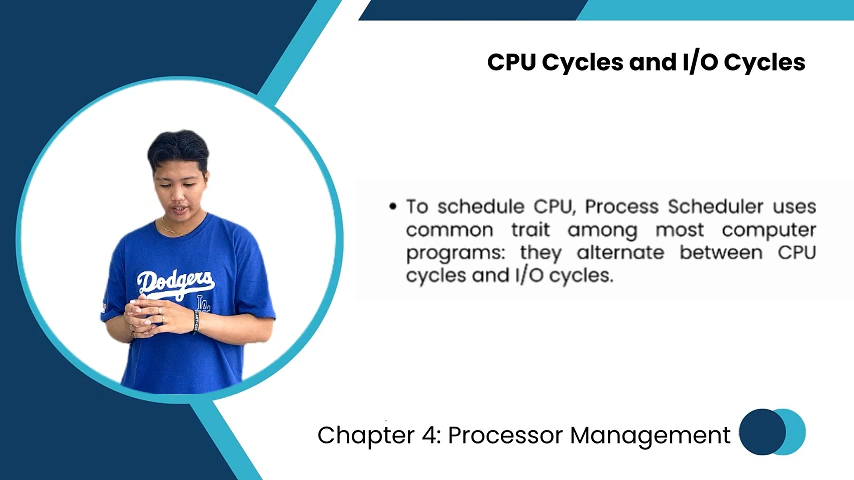 CPU Cycles and I/O Cycles
• To schedule CPU, Process Scheduler uses
common trait among most computer
programs: they alternate between CPU
cycles and I/O cycles.
Dodgers
LA
Chapter 4: Processor Management